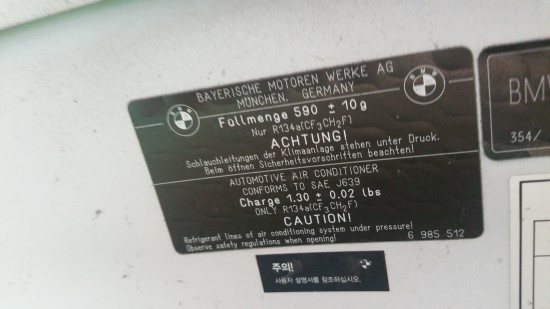 BAYERISCHE MOTOREN WERKE AG
MÜNCHEN, GERMANY
Füllmenge 590 ± 10g
Nur R134a(CF₃CH₂F)
ACHTUNG!
Schlauchleitungen der Klimaanlage stehen unter Druck.
Beim öffnen Sicherheitsvorschriften beachten!
AUTOMOTIVE AIR CONDITIONER
CONFORMS TO SAE J639
Charge 1.30 ± 0.02 lbs
ONLY R134a(CF₃CH₂F)
CAUTION!
Refrigerant lines of air conditioning system under pressure!
Observe safety regulations when opening!
6 985 512
BMW
354/
주의!
사용자 설명서를 참조하십시오.